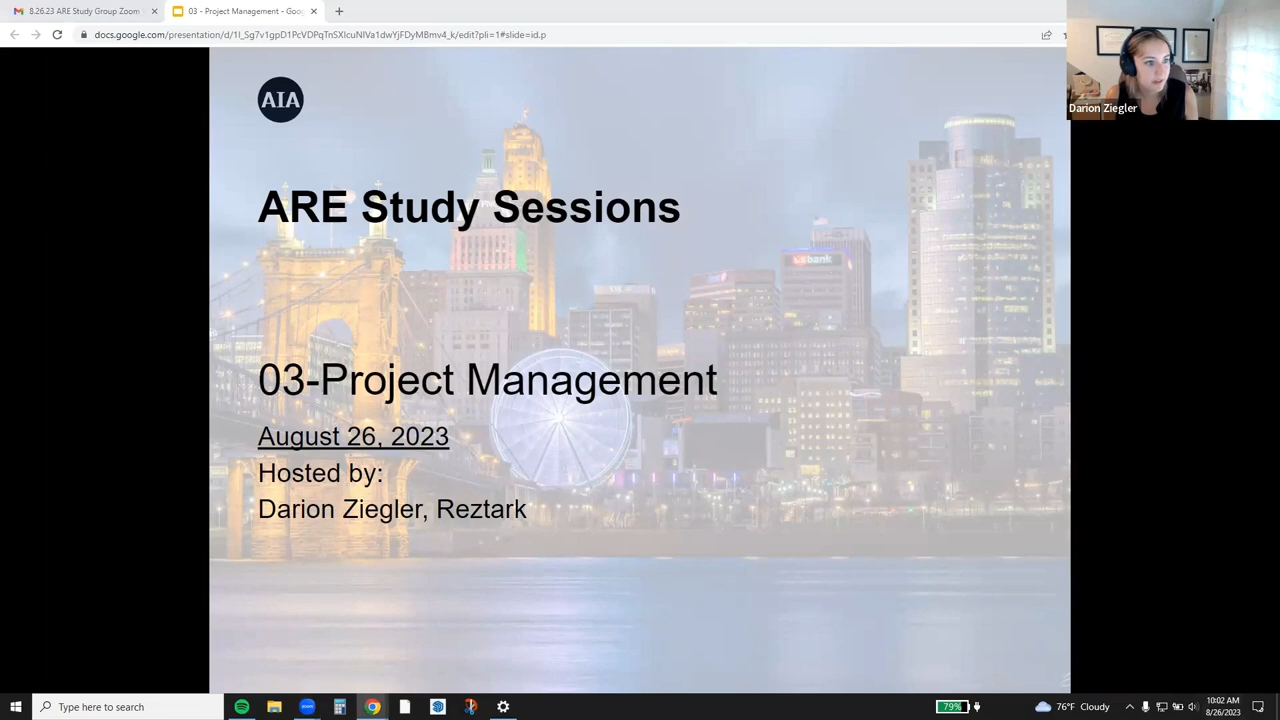 8.26.23 ARE Study Group Zoom
03 - Project Management - Goog
docs.google.com/presentation/d/1I_Sg7v1gpD1PcVDPqTnSXIcuNIVa1dwYjFDyMBmv4_k/edit?pli=1#slide=id.p
Darion Ziegler
AIA
ARE Study Sessions
usbank
03-Project Management
August 26, 2023
Hosted by:
Darion Ziegler, Reztark
Type here to search
79%
76°F Cloudy
10:02 AM
8/26/2023